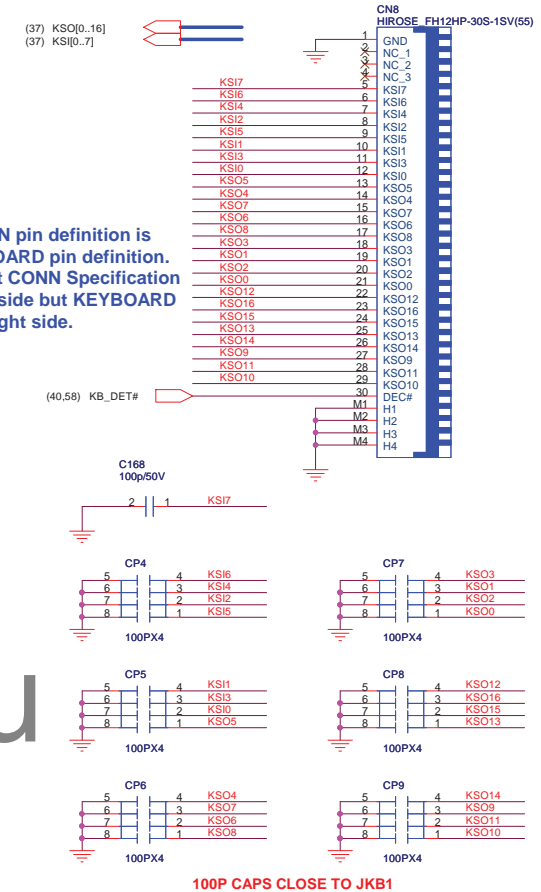 CN8
HIROSE_FH12HP-30S-1SV(55)
(37) KSO[0..16]
(37) KSI[0..7]
1 GND
2 NC_1
3 NC_2
4 NC_3
KSI7 5 KSI7
KSI6 6 KSI6
KSI4 7 KSI4
KSI2 8 KSI2
KSI5 9 KSI5
KSI1 10 KSI1
KSI3 11 KSI3
KSI0 12 KSI0
KSO5 13 KSO5
KSO4 14 KSO4
KSO7 15 KSO7
KSO6 16 KSO6
KSO8 17 KSO8
KSO3 18 KSO3
KSO1 19 KSO1
KSO2 20 KSO2
KSO0 21 KSO0
KSO12 22 KSO12
KSO16 23 KSO16
KSO15 24 KSO15
KSO13 25 KSO13
KSO14 26 KSO14
KSO9 27 KSO9
KSO11 28 KSO11
KSO10 29 KSO10
(40,58) KB_DET# 30 DEC#
M1 H1
M2 H2
M3 H3
M4 H4
N pin definition is
OARD pin definition.
t CONN Specification
side but KEYBOARD
ght side.
C168
100p/50V
2 1 KSI7
CP4
5 4 KSI6
6 3 KSI4
7 2 KSI2
8 1 KSI5
100PX4
CP7
5 4 KSO3
6 3 KSO1
7 2 KSO2
8 1 KSO0
100PX4
CP5
5 4 KSI1
6 3 KSI3
7 2 KSI0
8 1 KSO5
100PX4
CP8
5 4 KSO12
6 3 KSO16
7 2 KSO15
8 1 KSO13
100PX4
u
CP6
5 4 KSO4
6 3 KSO7
7 2 KSO6
8 1 KSO8
100PX4
CP9
5 4 KSO14
6 3 KSO9
7 2 KSO11
8 1 KSO10
100PX4
100P CAPS CLOSE TO JKB1